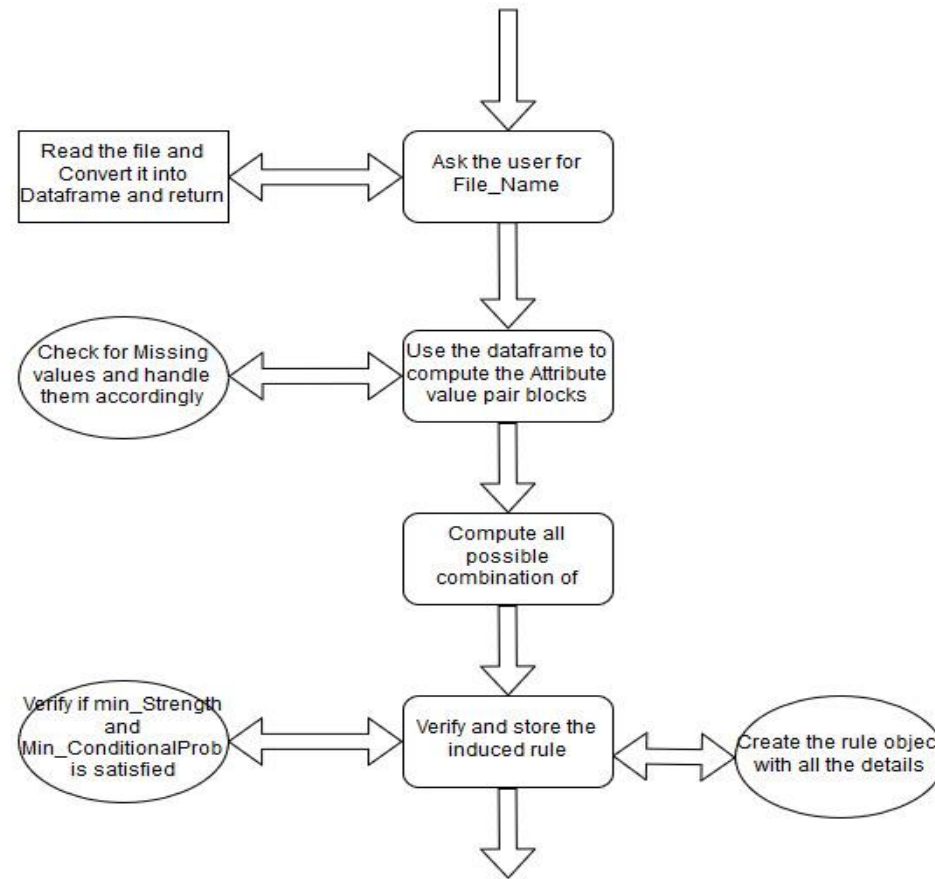 Read the file and
Convert it into
Dataframe and return
Ask the user for
File_Name
Check for Missing
values and handle
them accordingly
Use the dataframe to
compute the Attribute
value pair blocks
Compute all
possible
combination of
Verify if min_Strength
and
Min_ConditionalProb
is satisfied
Verify and store the
induced rule
Create the rule objec
with all the details